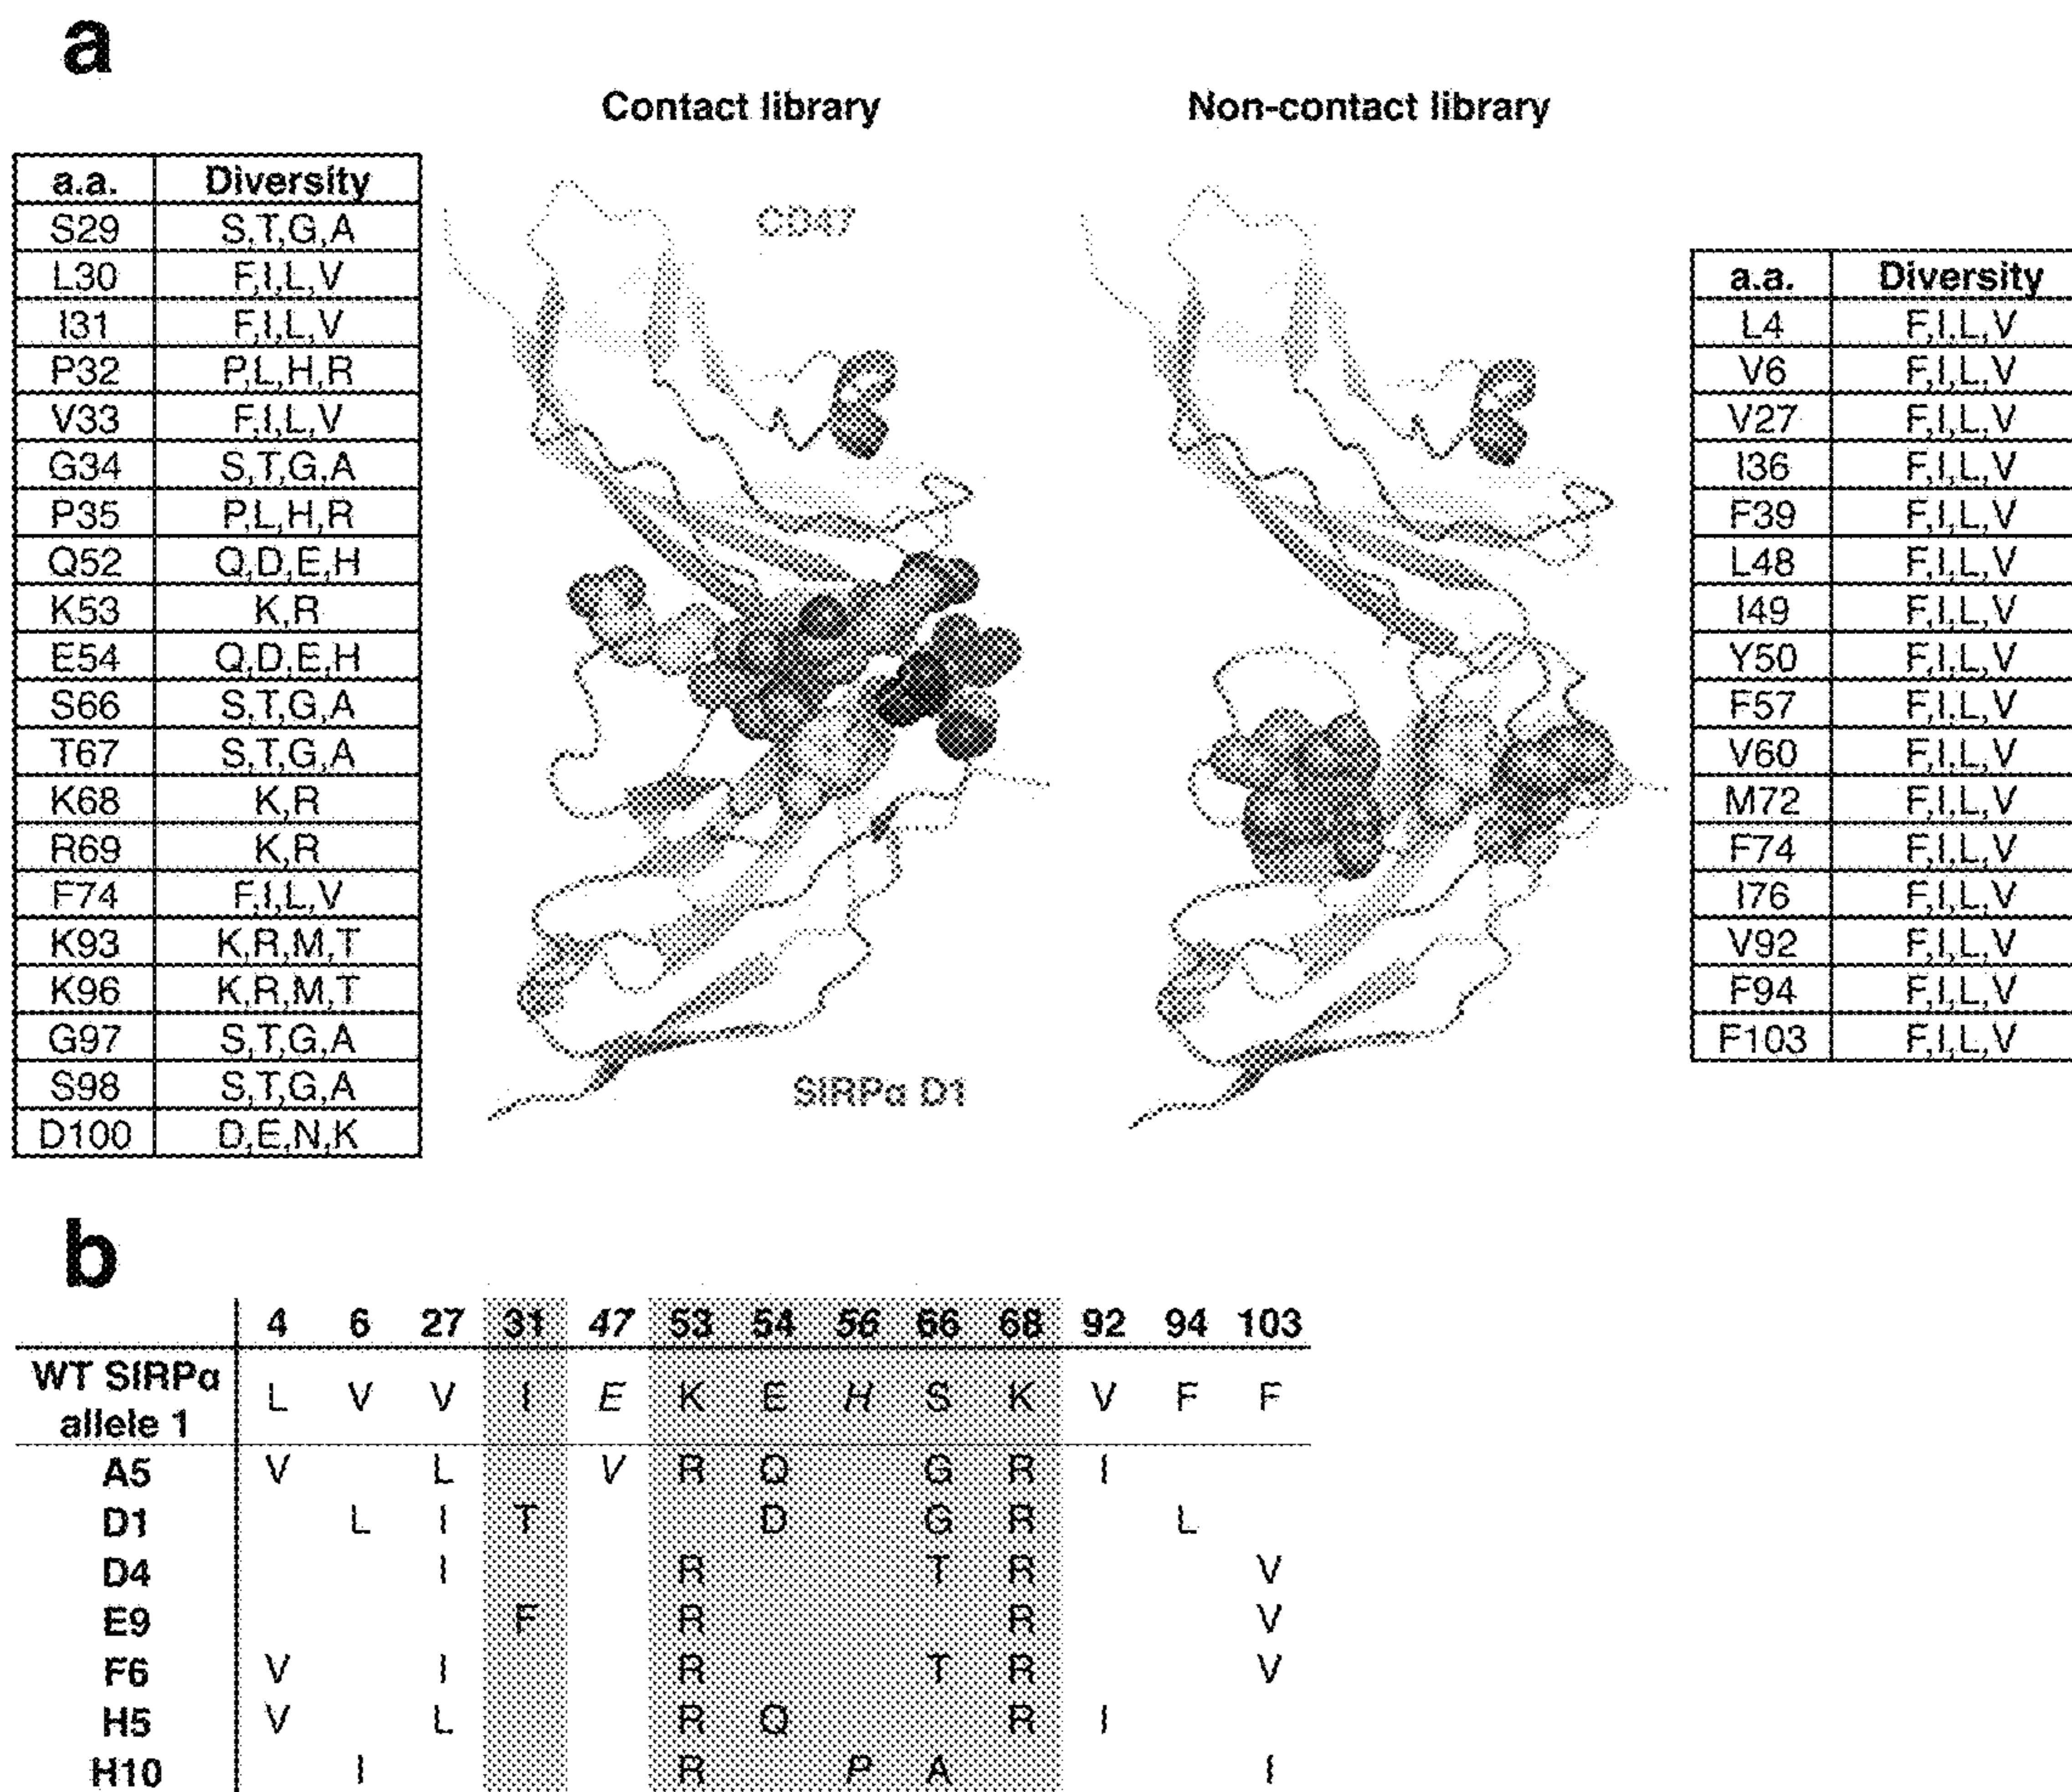 a
Contact library
Non-contact library
a.a. Diversity
S29 S,T,G,A
L30 F,I,L,V
I31 F,I,L,V
P32 P,L,H,R
V33 F,I,L,V
G34 S,T,G,A
P35 P,L,H,R
Q52 Q,D,E,H
K53 K,R
E54 Q,D,E,H
S66 S,T,G,A
T67 S,T,G,A
K68 K,R
R69 K,R
F74 F,I,L,V
K93 K,R,M,T
K96 K,R,M,T
G97 S,T,G,A
S98 S,T,G,A
D100 D,E,N,K
CD47
SIRPα D1
a.a. Diversity
L4 F,I,L,V
V6 F,I,L,V
V27 F,I,L,V
I36 F,I,L,V
F39 F,I,L,V
L48 F,I,L,V
I49 F,I,L,V
Y50 F,I,L,V
F57 F,I,L,V
V60 F,I,L,V
M72 F,I,L,V
F74 F,I,L,V
I76 F,I,L,V
V92 F,I,L,V
F94 F,I,L,V
F103 F,I,L,V
b
4 6 27 31 47 53 54 56 66 68 92 94 103
WT SIRPα
allele 1 L V V I E K E H S K V F F
A5 V L V R Q G R I
D1 L I T D G R L
D4 I R T R V
E9 F R R V
F6 V I R T R V
H5 V L R Q R I
H10 I R P A I